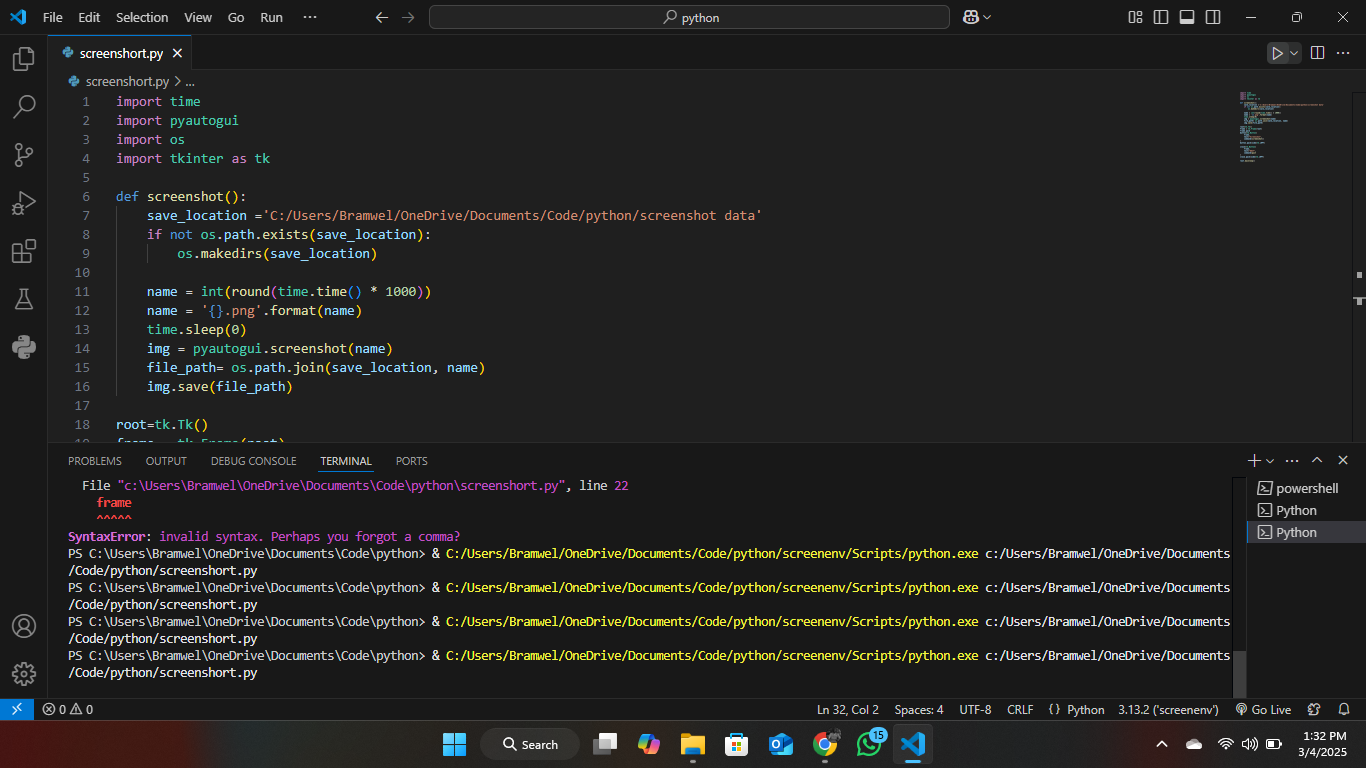 File Edit Selection View Go Run ··· python
screenshort.py
screenshort.py > ...
1 import time
2 import pyautogui
3 import os
4 import tkinter as tk
5
6 def screenshot():
7 save_location ='C:/Users/Bramwel/OneDrive/Documents/Code/python/screenshot data'
8 if not os.path.exists(save_location):
9 os.makedirs(save_location)
10
11 name = int(round(time.time() * 1000))
12 name = '{}.png'.format(name)
13 time.sleep(0)
14 img = pyautogui.screenshot(name)
15 file_path= os.path.join(save_location, name)
16 img.save(file_path)
17
18 root=tk.Tk()
PROBLEMS OUTPUT DEBUG CONSOLE TERMINAL PORTS
File "c:\Users\Bramwel\OneDrive\Documents\Code\python\screenshort.py", line 22
frame
^^^^^
SyntaxError: invalid syntax. Perhaps you forgot a comma?
PS C:\Users\Bramwel\OneDrive\Documents\Code\python> & C:/Users/Bramwel/OneDrive/Documents/Code/python/screenenv/Scripts/python.exe c:/Users/Bramwel/OneDrive/Documents
/Code/python/screenshort.py
PS C:\Users\Bramwel\OneDrive\Documents\Code\python> & C:/Users/Bramwel/OneDrive/Documents/Code/python/screenenv/Scripts/python.exe c:/Users/Bramwel/OneDrive/Documents
/Code/python/screenshort.py
PS C:\Users\Bramwel\OneDrive\Documents\Code\python> & C:/Users/Bramwel/OneDrive/Documents/Code/python/screenenv/Scripts/python.exe c:/Users/Bramwel/OneDrive/Documents
/Code/python/screenshort.py
PS C:\Users\Bramwel\OneDrive\Documents\Code\python> & C:/Users/Bramwel/OneDrive/Documents/Code/python/screenenv/Scripts/python.exe c:/Users/Bramwel/OneDrive/Documents
/Code/python/screenshort.py
powershell
Python
Python
0 0 Ln 32, Col 2 Spaces: 4 UTF-8 CRLF {} Python 3.13.2 ('screenenv') Go Live
Search
15
1:32 PM
3/4/2025